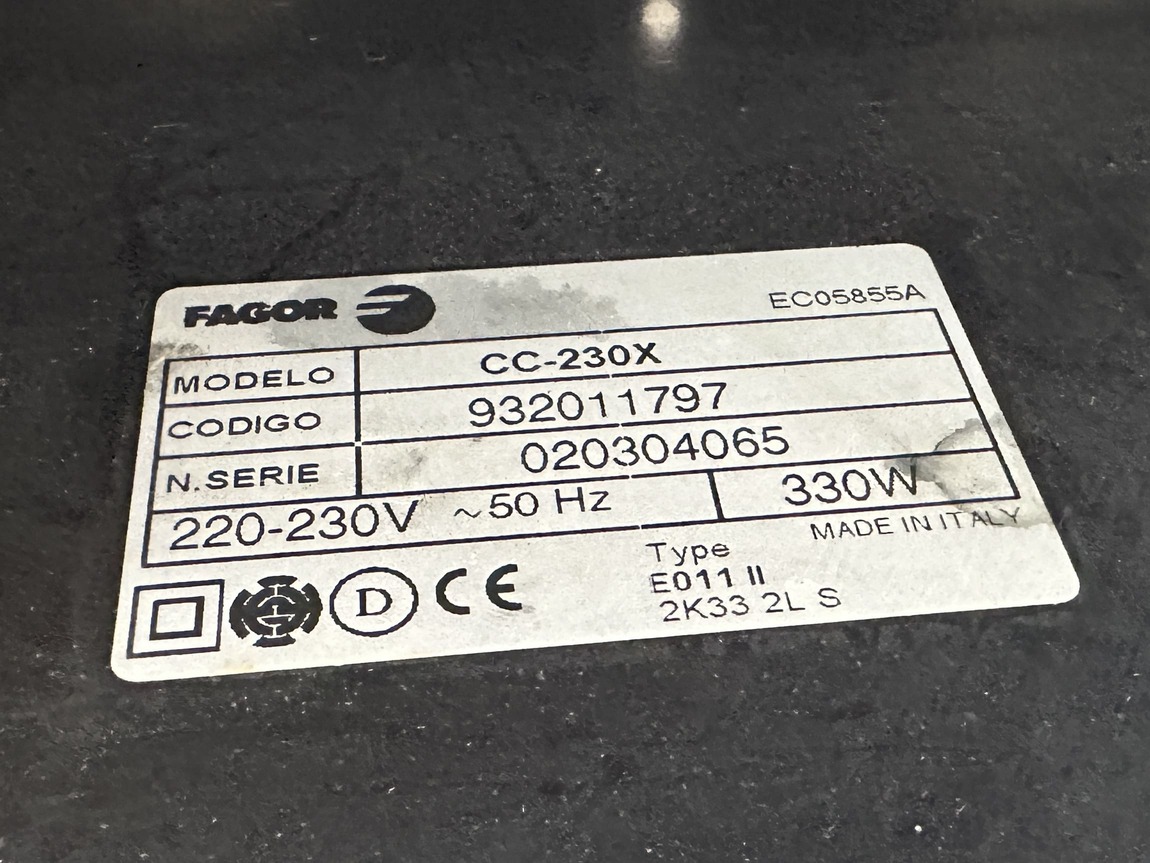 FAGOR
EC05855A
MODELO CC-230X
CODIGO 932011797
N.SERIE 020304065
220-230V ~50 Hz 330W
MADE IN ITALY
Type
E011 II
2K33 2L S
D CE